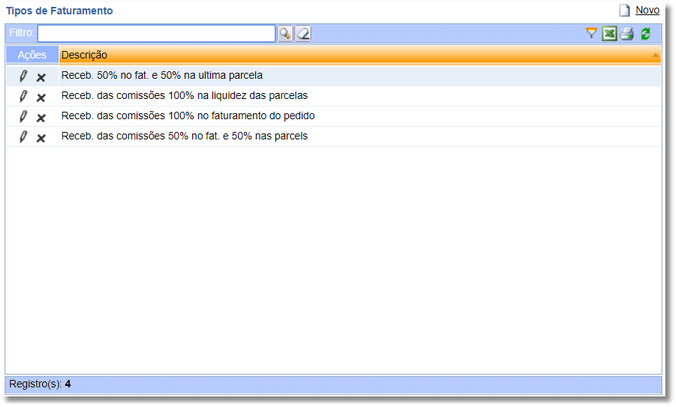 Tipos de Faturamento
Novo
Filtro:
Ações Descrição
Receb. 50% no fat. e 50% na ultima parcela
Receb. das comissões 100% na liquidez das parcelas
Receb. das comissões 100% no faturamento do pedido
Receb. das comissões 50% no fat. e 50% nas parcels
Registro(s): 4